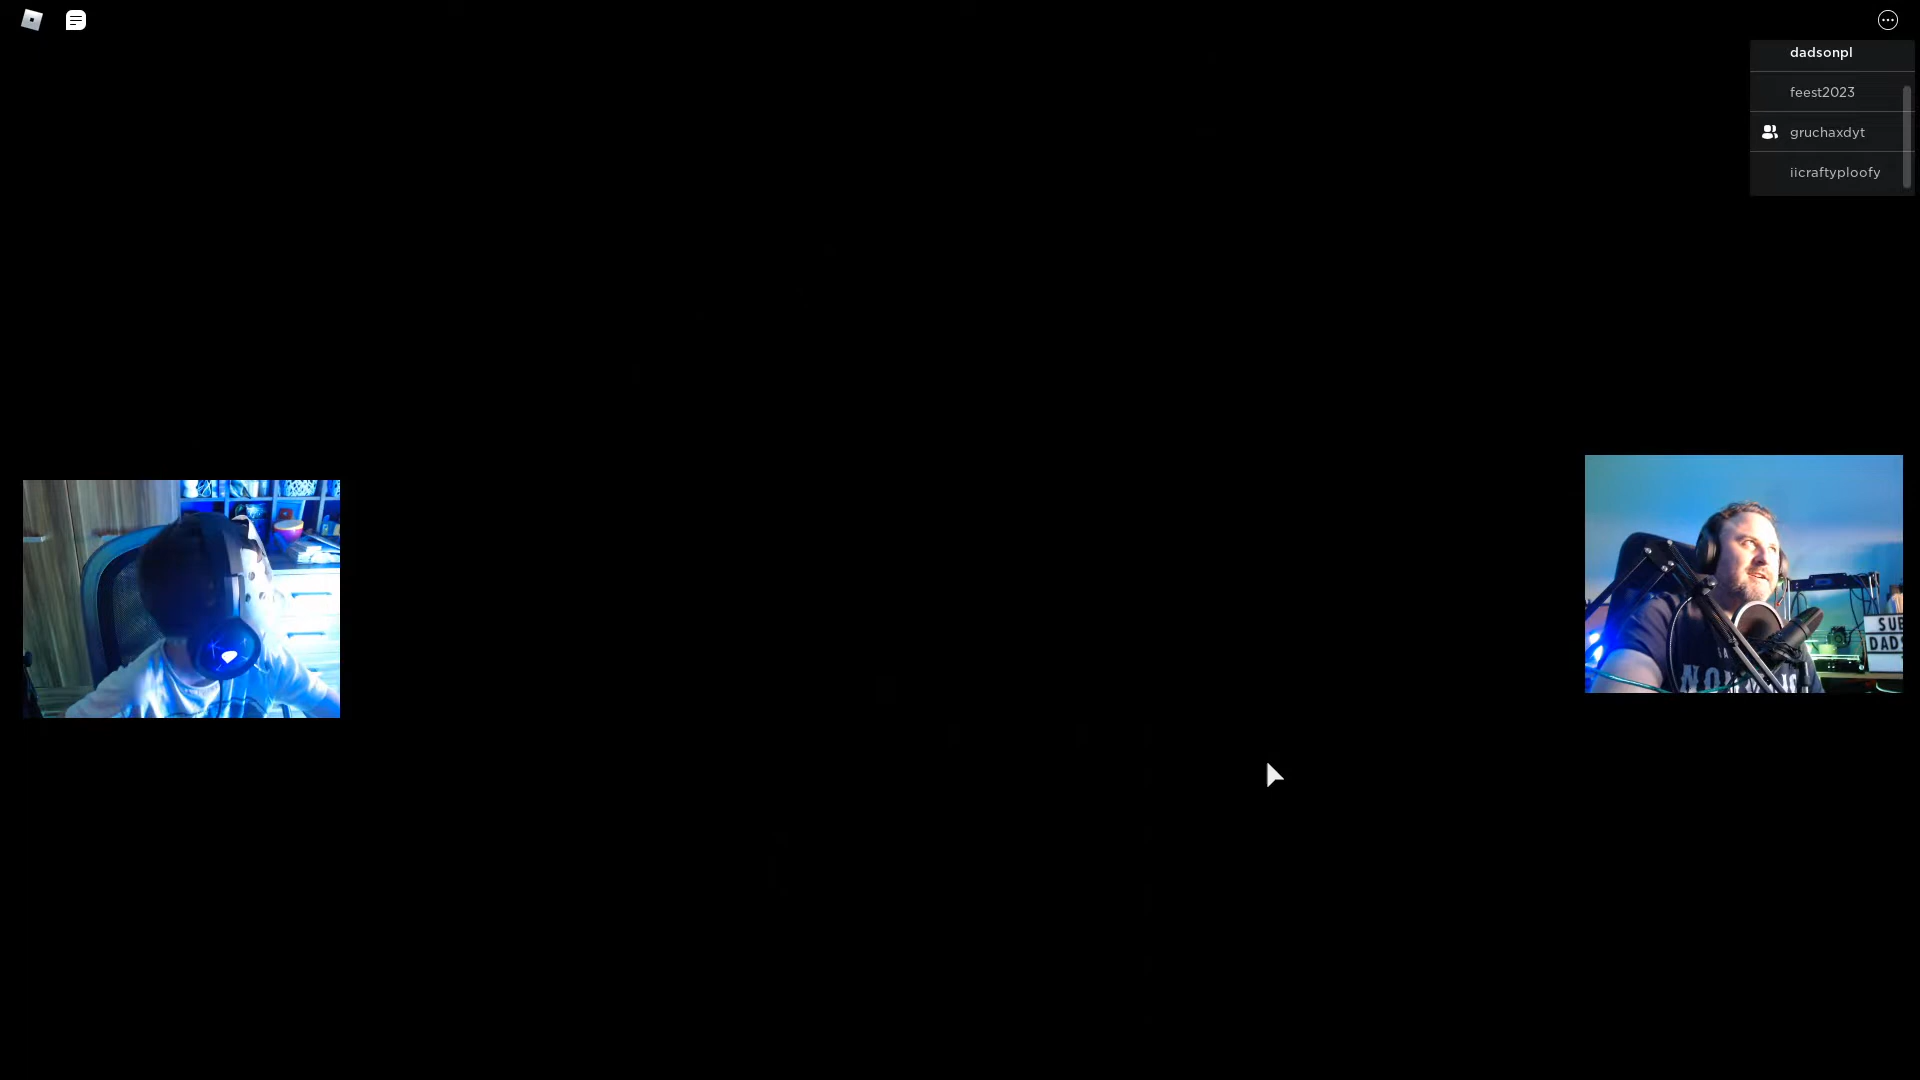 dadsonpl
feest2023
gruchaxdyt
iicraftyploofy
SUB
DADS